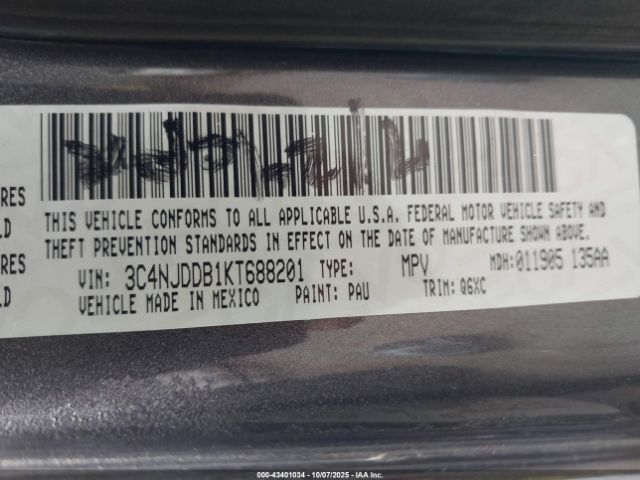 RES
LD
RES
LD
THIS VEHICLE CONFORMS TO ALL APPLICABLE U.S.A. FEDERAL MOTOR VEHICLE SAFETY AND
THEFT PREVENTION STANDARDS IN EFFECT ON THE DATE OF MANUFACTURE SHOWN ABOVE.
VIN: 3C4NJDDB1KT688201 TYPE: MPV MDH: 011905 135AA
VEHICLE MADE IN MEXICO PAINT: PAU TRIM: Q6XC
000-43401034 - 10/07/2025 - IAA Inc.